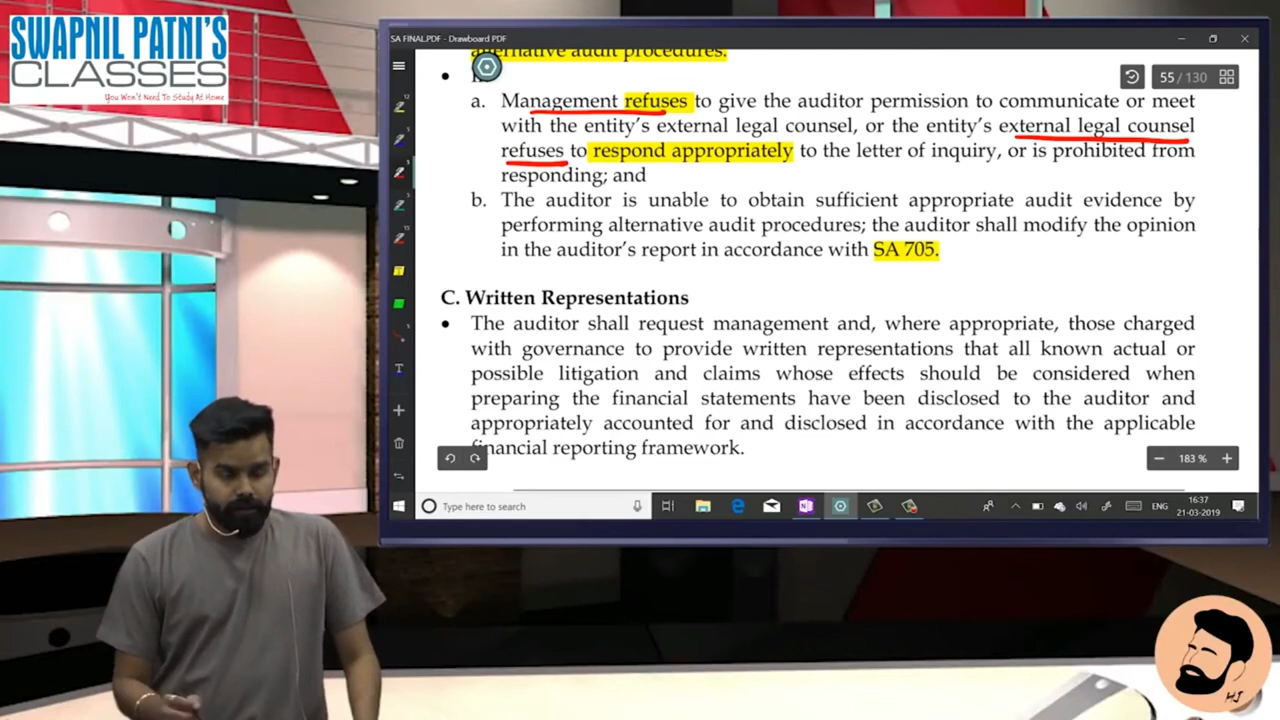 SWAPNIL PATNI'S
CLASSES
You Won't Need To Study At Home
SA FINAL.PDF - Drawboard PDF
alternative audit procedures.
55 / 130
a. Management refuses to give the auditor permission to communicate or meet
with the entity's external legal counsel, or the entity's external legal counsel
refuses to respond appropriately to the letter of inquiry, or is prohibited from
responding; and
b. The auditor is unable to obtain sufficient appropriate audit evidence by
performing alternative audit procedures; the auditor shall modify the opinion
in the auditor's report in accordance with SA 705.
C. Written Representations
• The auditor shall request management and, where appropriate, those charged
with governance to provide written representations that all known actual or
possible litigation and claims whose effects should be considered when
preparing the financial statements have been disclosed to the auditor and
appropriately accounted for and disclosed in accordance with the applicable
financial reporting framework.
183 %
Type here to search
ENG
16:37
21-03-2019
HJ